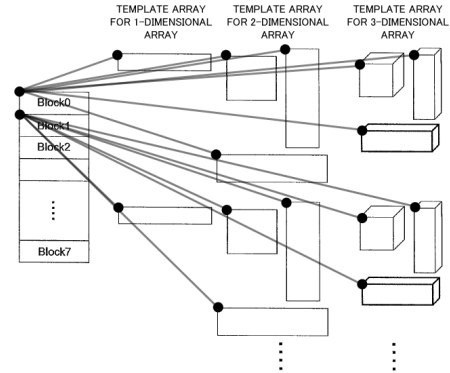 TEMPLATE ARRAY
FOR 1-DIMENSIONAL
ARRAY
TEMPLATE ARRAY
FOR 2-DIMENSIONAL
ARRAY
TEMPLATE ARRAY
FOR 3-DIMENSIONAL
ARRAY
Block0
Block1
Block2
Block7